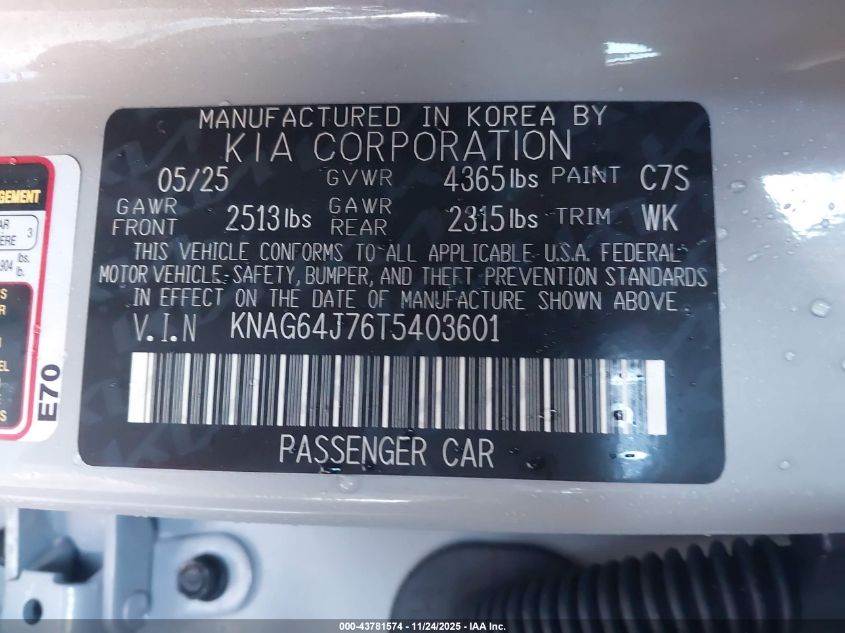 MANUFACTURED IN KOREA BY
KIA CORPORATION
05/25 GVWR 4365 lbs PAINT C7S
GAWR FRONT 2513 lbs GAWR REAR 2315 lbs TRIM WK
THIS VEHICLE CONFORMS TO ALL APPLICABLE U.S.A. FEDERAL
MOTOR VEHICLE SAFETY, BUMPER, AND THEFT PREVENTION STANDARDS
IN EFFECT ON THE DATE OF MANUFACTURE SHOWN ABOVE.
V.I.N KNAG64J76T5403601
PASSENGER CAR
E70
3
lbs.
lb.
000-43781574 - 11/24/2025 - IAA Inc.